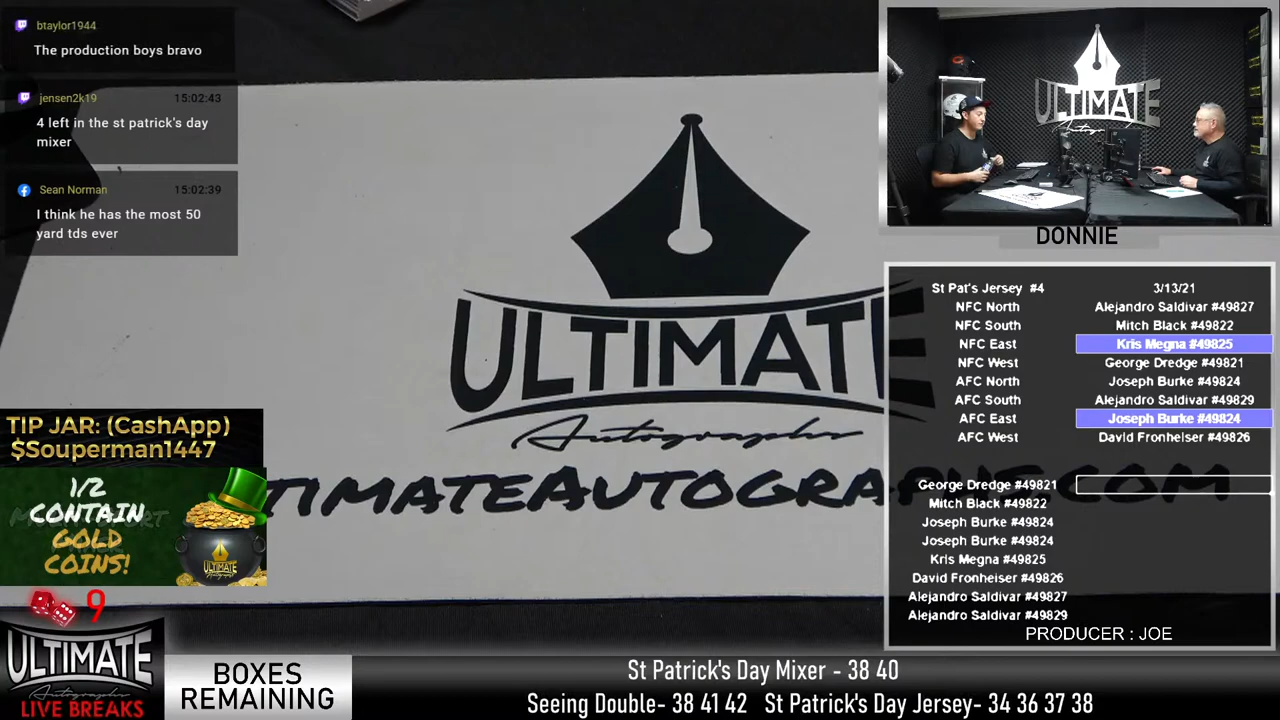 btaylor1944
The production boys bravo
jensen2k19 15:02:43
4 left in the st patrick's day
mixer
Sean Norman 15:02:39
I think he has the most 50
yard tds ever
ULTIMATE
Autographs
ULTIMATE
Autographs
DONNIE
St Pat's Jersey #4 3/13/21
NFC North Alejandro Saldivar #49827
NFC South Mitch Black #49822
NFC East Kris Megna #49825
NFC West George Dredge #49821
AFC North Joseph Burke #49824
AFC South Alejandro Saldivar #49829
AFC East Joseph Burke #49824
AFC West David Fronheiser #49826
George Dredge #49821
Mitch Black #49822
Joseph Burke #49824
Joseph Burke #49824
Kris Megna #49825
David Fronheiser #49826
Alejandro Saldivar #49827
Alejandro Saldivar #49829
PRODUCER : JOE
TIP JAR: (CashApp)
$Souperman1447
1/2
CONTAIN
GOLD
COINS!
ULTIMATE
9
ULTIMATE
Autographs
LIVE BREAKS
BOXES
REMAINING
St Patrick's Day Mixer - 38 40
Seeing Double- 38 41 42 St Patrick's Day Jersey- 34 36 37 38